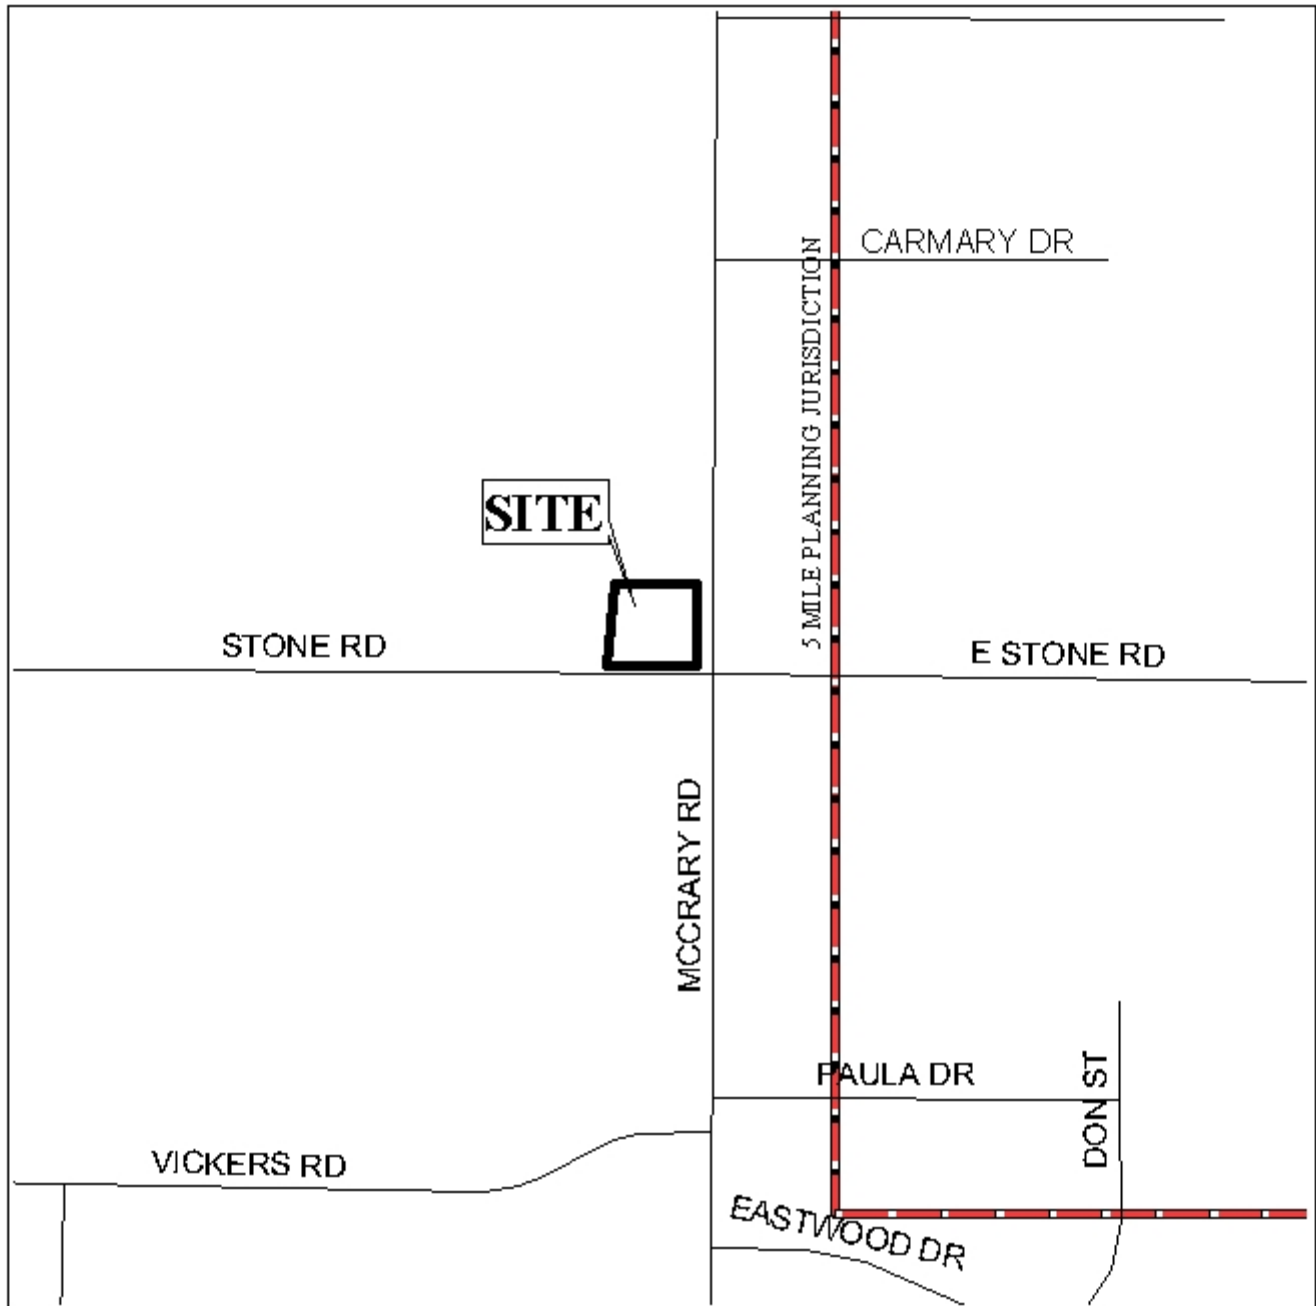 CARMARY DR
5 MILE PLANNING JURISDICTION
SITE
STONE RD
E STONE RD
MCCRARY RD
PAULA DR
DON ST
VICKERS RD
EASTWOOD DR